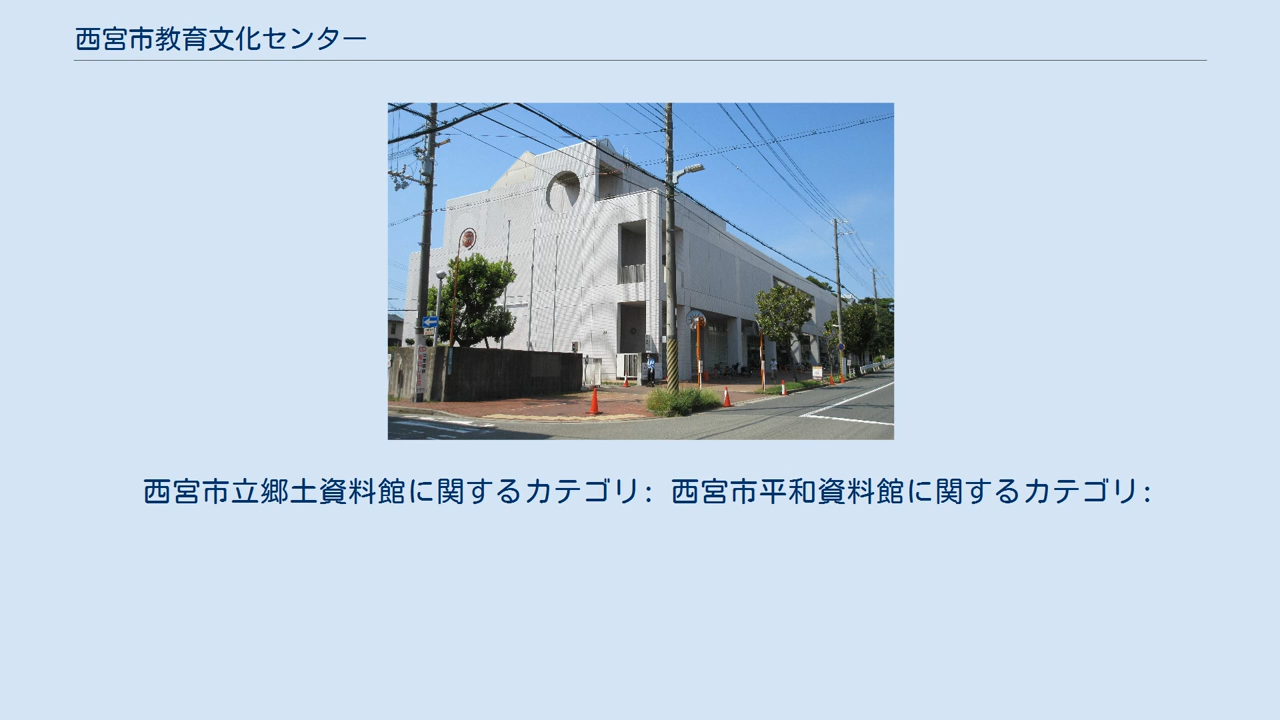 西宮市教育文化センター
西宮市立郷土資料館に関するカテゴリ: 西宮市平和資料館に関するカテゴリ: